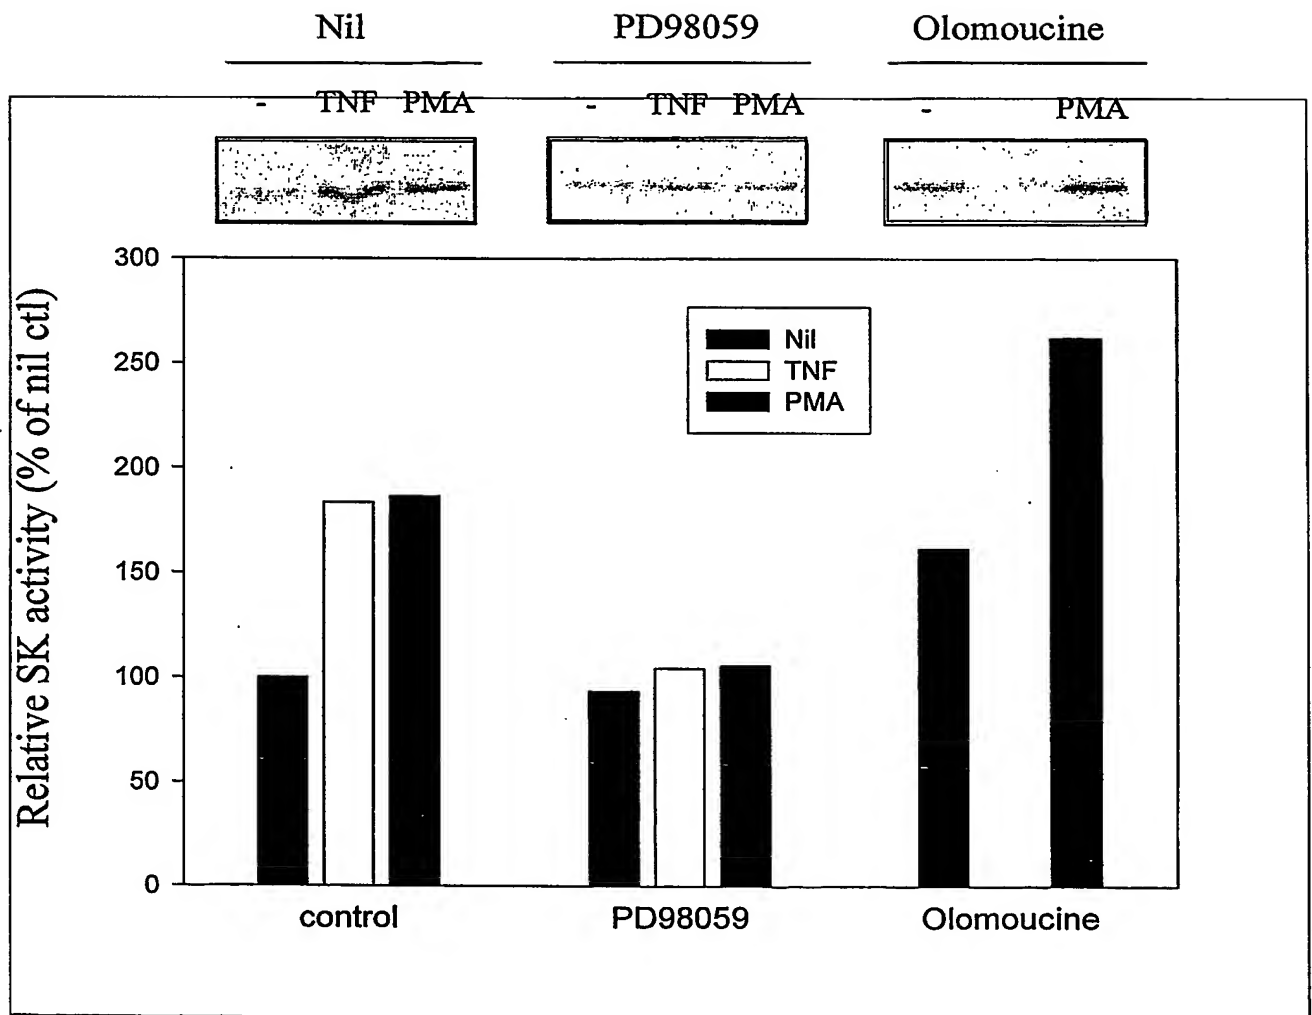 Nil PD98059 Olomoucine
- TNF PMA - TNF PMA - PMA
300
250
200
150
100
50
0
Relative SK activity (% of nil ctl)
Nil
TNF
PMA
control PD98059 Olomoucine